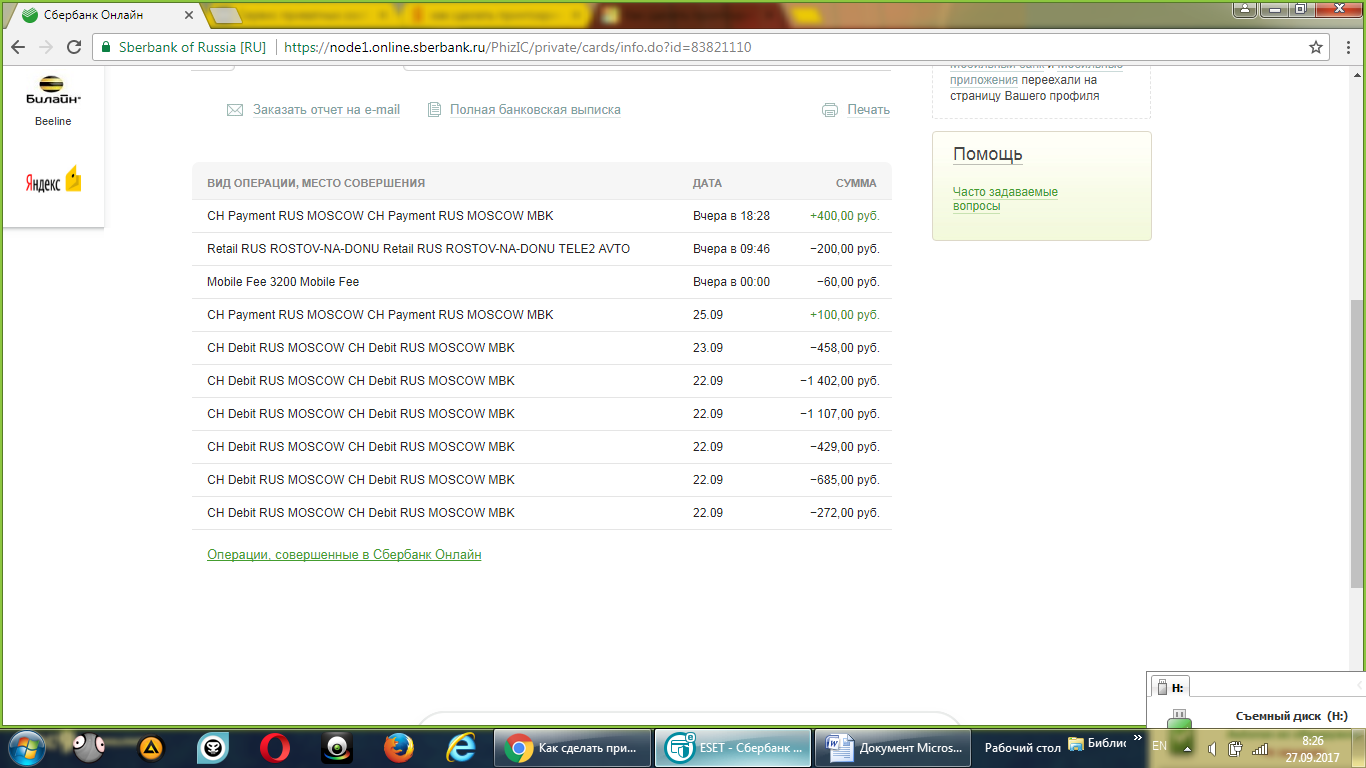 Сбербанк Онлайн
Sberbank of Russia [RU] https://node1.online.sberbank.ru/PhizIC/private/cards/info.do?id=83821110
Билайн
Beeline
Яндекс
мобильный банк и мобильные
приложения переехали на
страницу Вашего профиля
Заказать отчет на e-mail Полная банковская выписка Печать
Помощь
Часто задаваемые
вопросы
ВИД ОПЕРАЦИИ, МЕСТО СОВЕРШЕНИЯ ДАТА СУММА
CH Payment RUS MOSCOW CH Payment RUS MOSCOW MBK Вчера в 18:28 +400,00 руб.
Retail RUS ROSTOV-NA-DONU Retail RUS ROSTOV-NA-DONU TELE2 AVTO Вчера в 09:46 −200,00 руб.
Mobile Fee 3200 Mobile Fee Вчера в 00:00 −60,00 руб.
CH Payment RUS MOSCOW CH Payment RUS MOSCOW MBK 25.09 +100,00 руб.
CH Debit RUS MOSCOW CH Debit RUS MOSCOW MBK 23.09 −458,00 руб.
CH Debit RUS MOSCOW CH Debit RUS MOSCOW MBK 22.09 −1 402,00 руб.
CH Debit RUS MOSCOW CH Debit RUS MOSCOW MBK 22.09 −1 107,00 руб.
CH Debit RUS MOSCOW CH Debit RUS MOSCOW MBK 22.09 −429,00 руб.
CH Debit RUS MOSCOW CH Debit RUS MOSCOW MBK 22.09 −685,00 руб.
CH Debit RUS MOSCOW CH Debit RUS MOSCOW MBK 22.09 −272,00 руб.
Операции, совершенные в Сбербанк Онлайн
H:
Съемный диск (H:)
Как сделать при... ESET - Сбербанк ... Документ Micros... Рабочий стол Библис » EN 8:26
27.09.2017